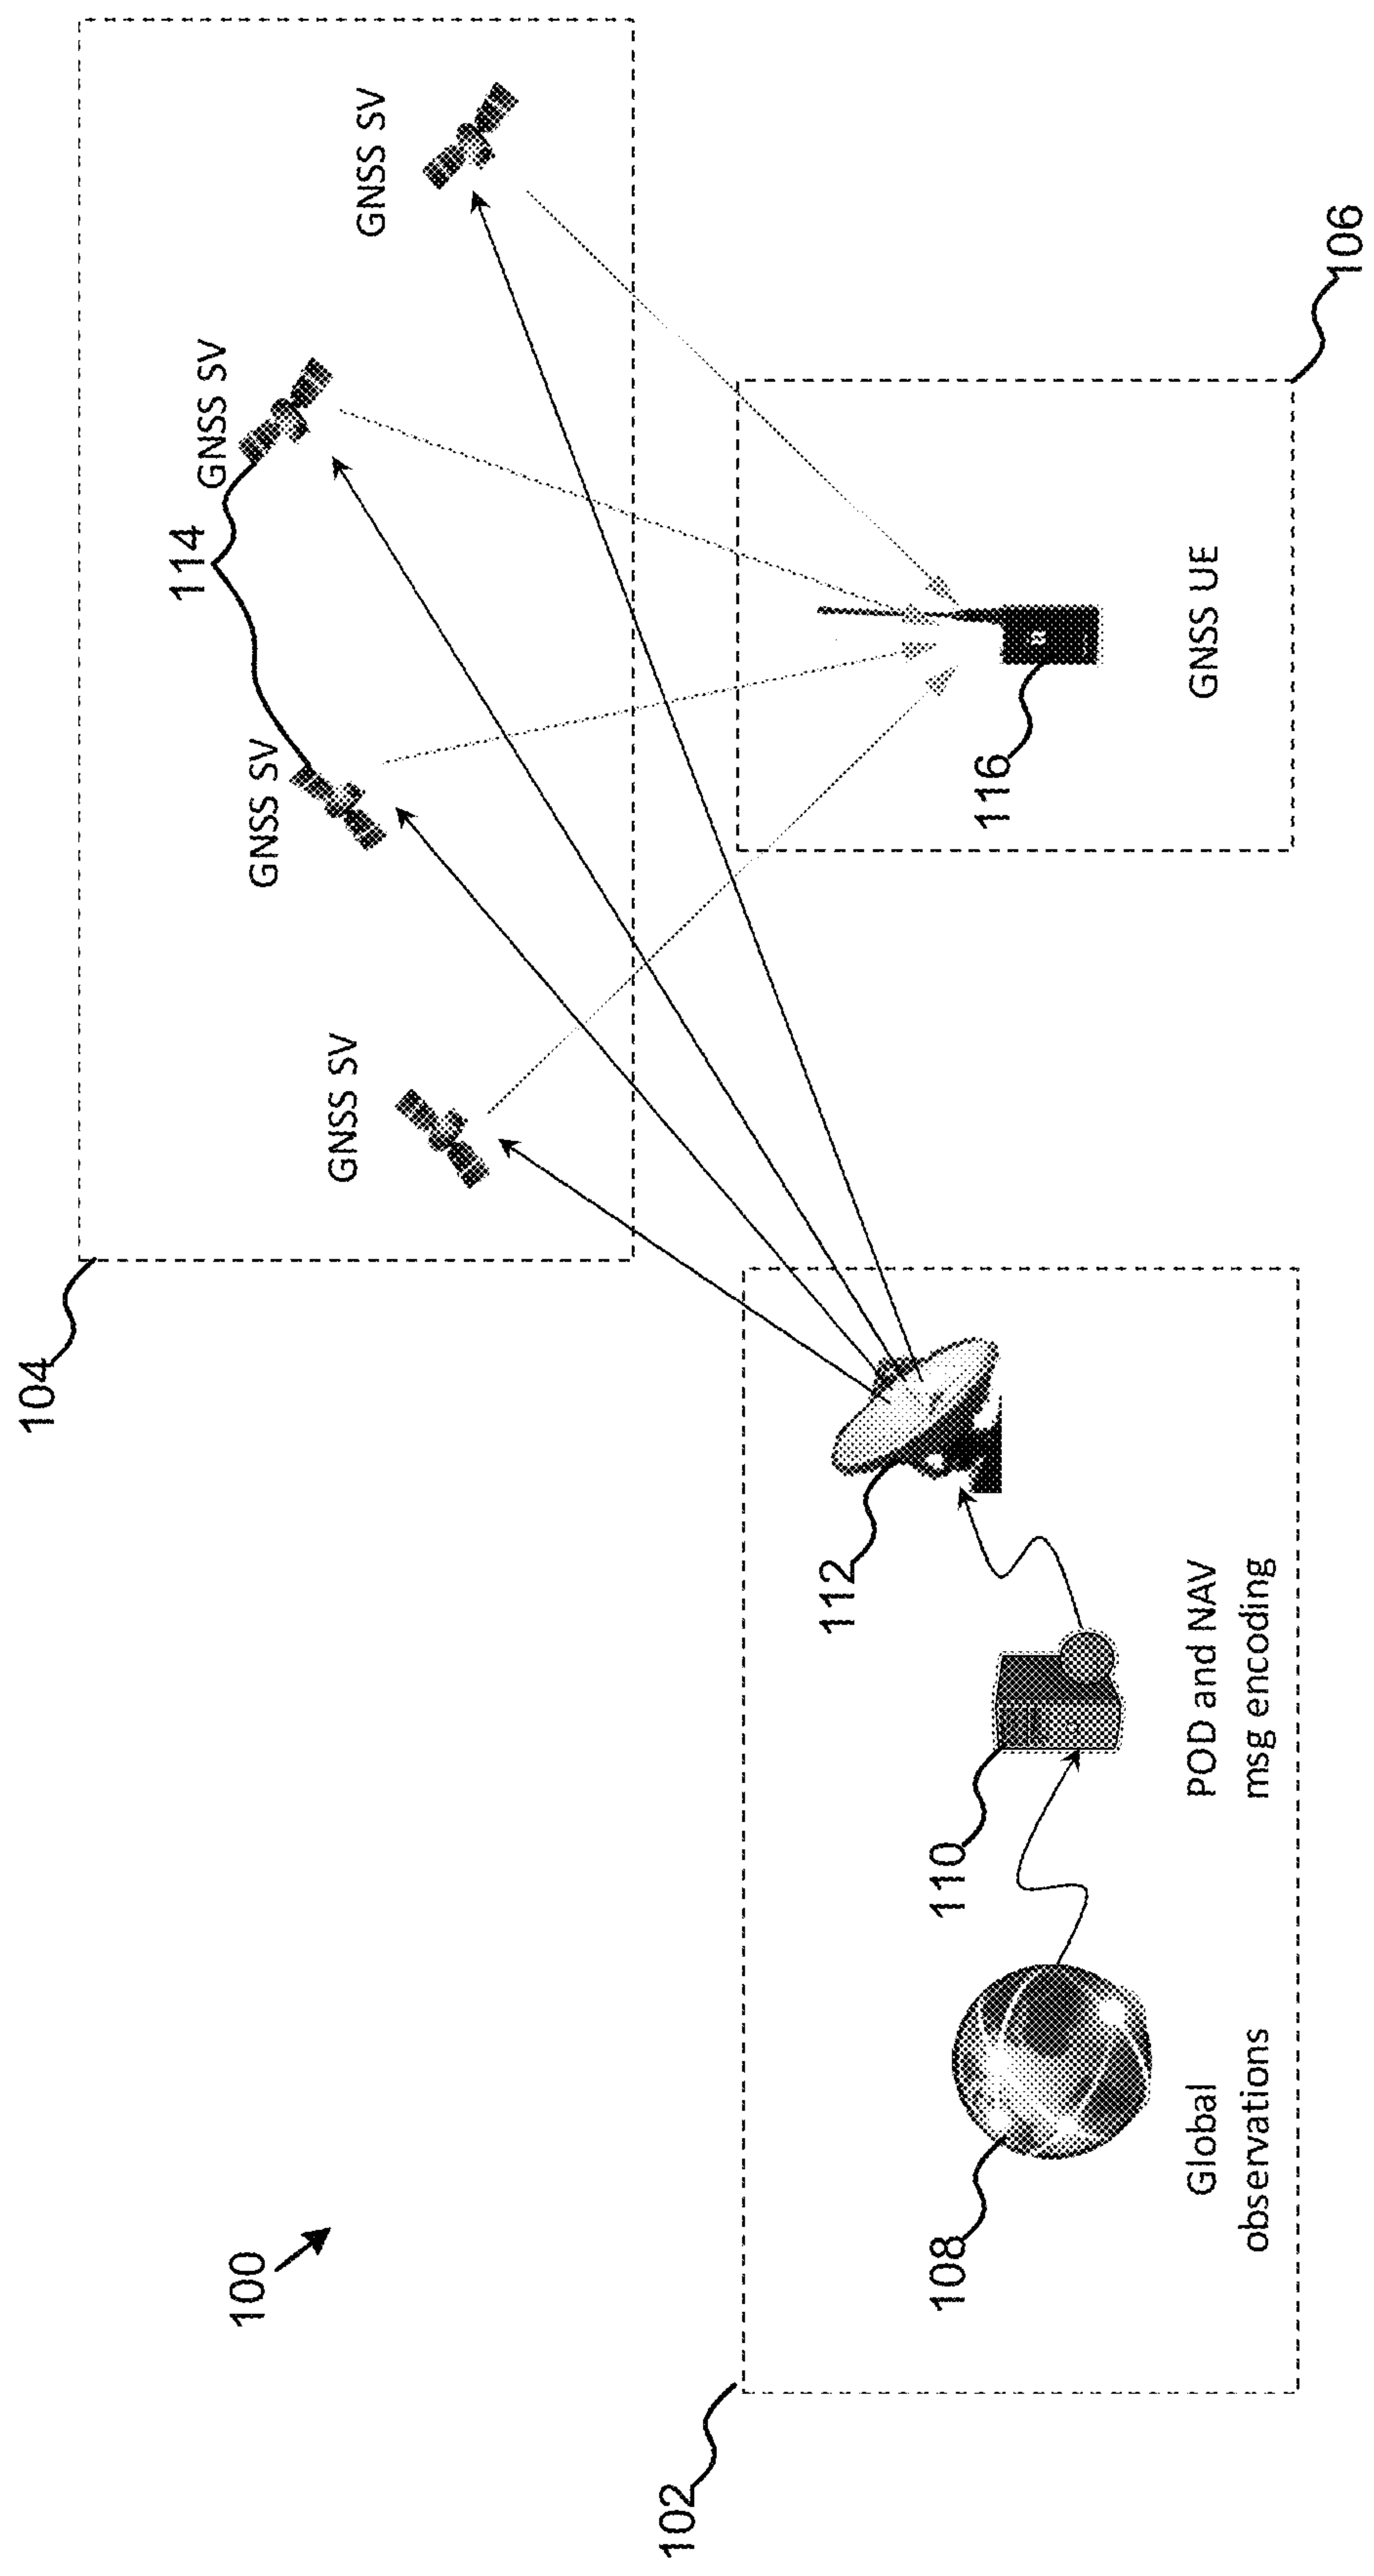 104
GNSS SV
GNSS SV
114
GNSS SV
GNSS SV
100
102
108
Global
observations
110
POD and NAV
msg encoding
112
116
GNSS UE
106